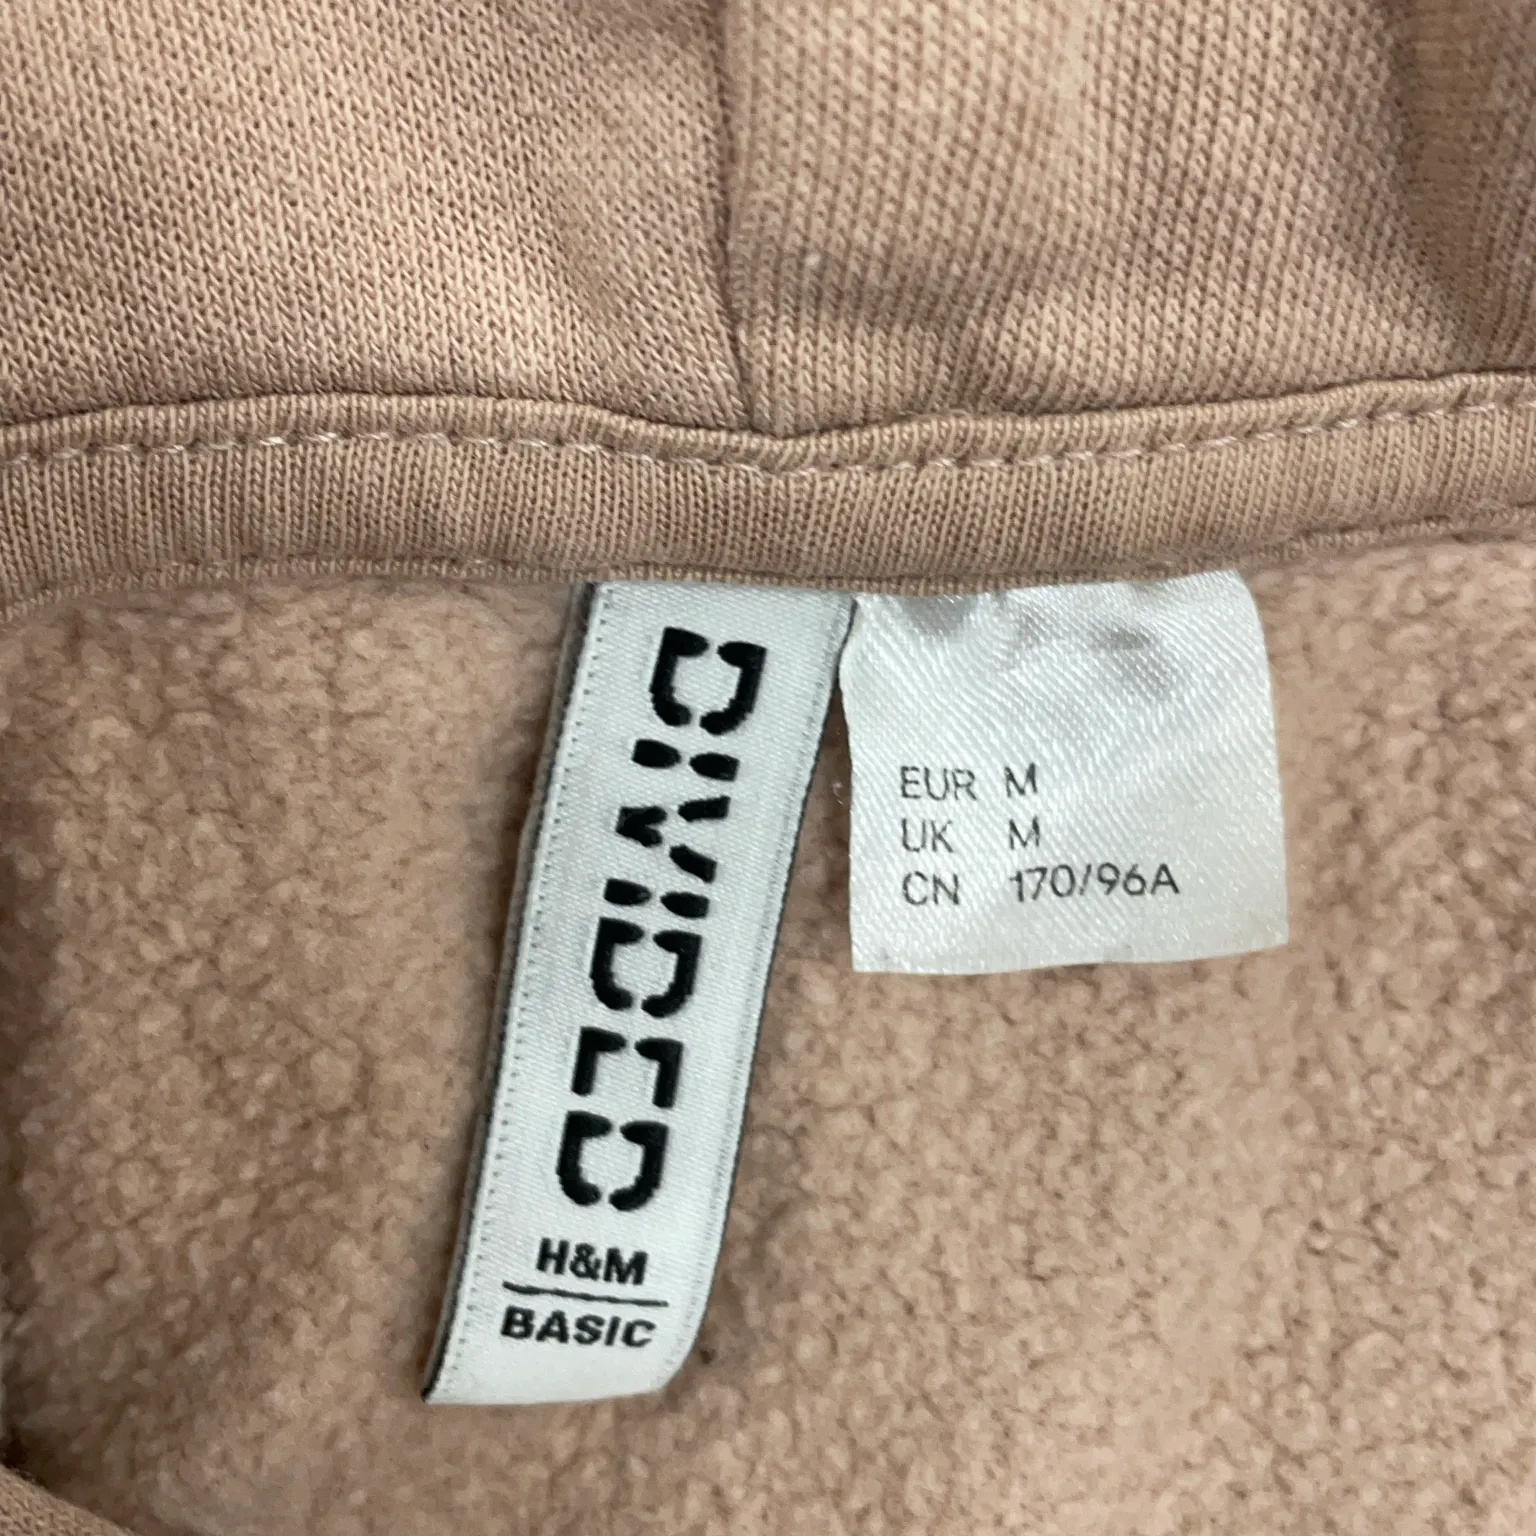 DIVIDED
H&M
BASIC
EUR M
UK M
CN 170/96A